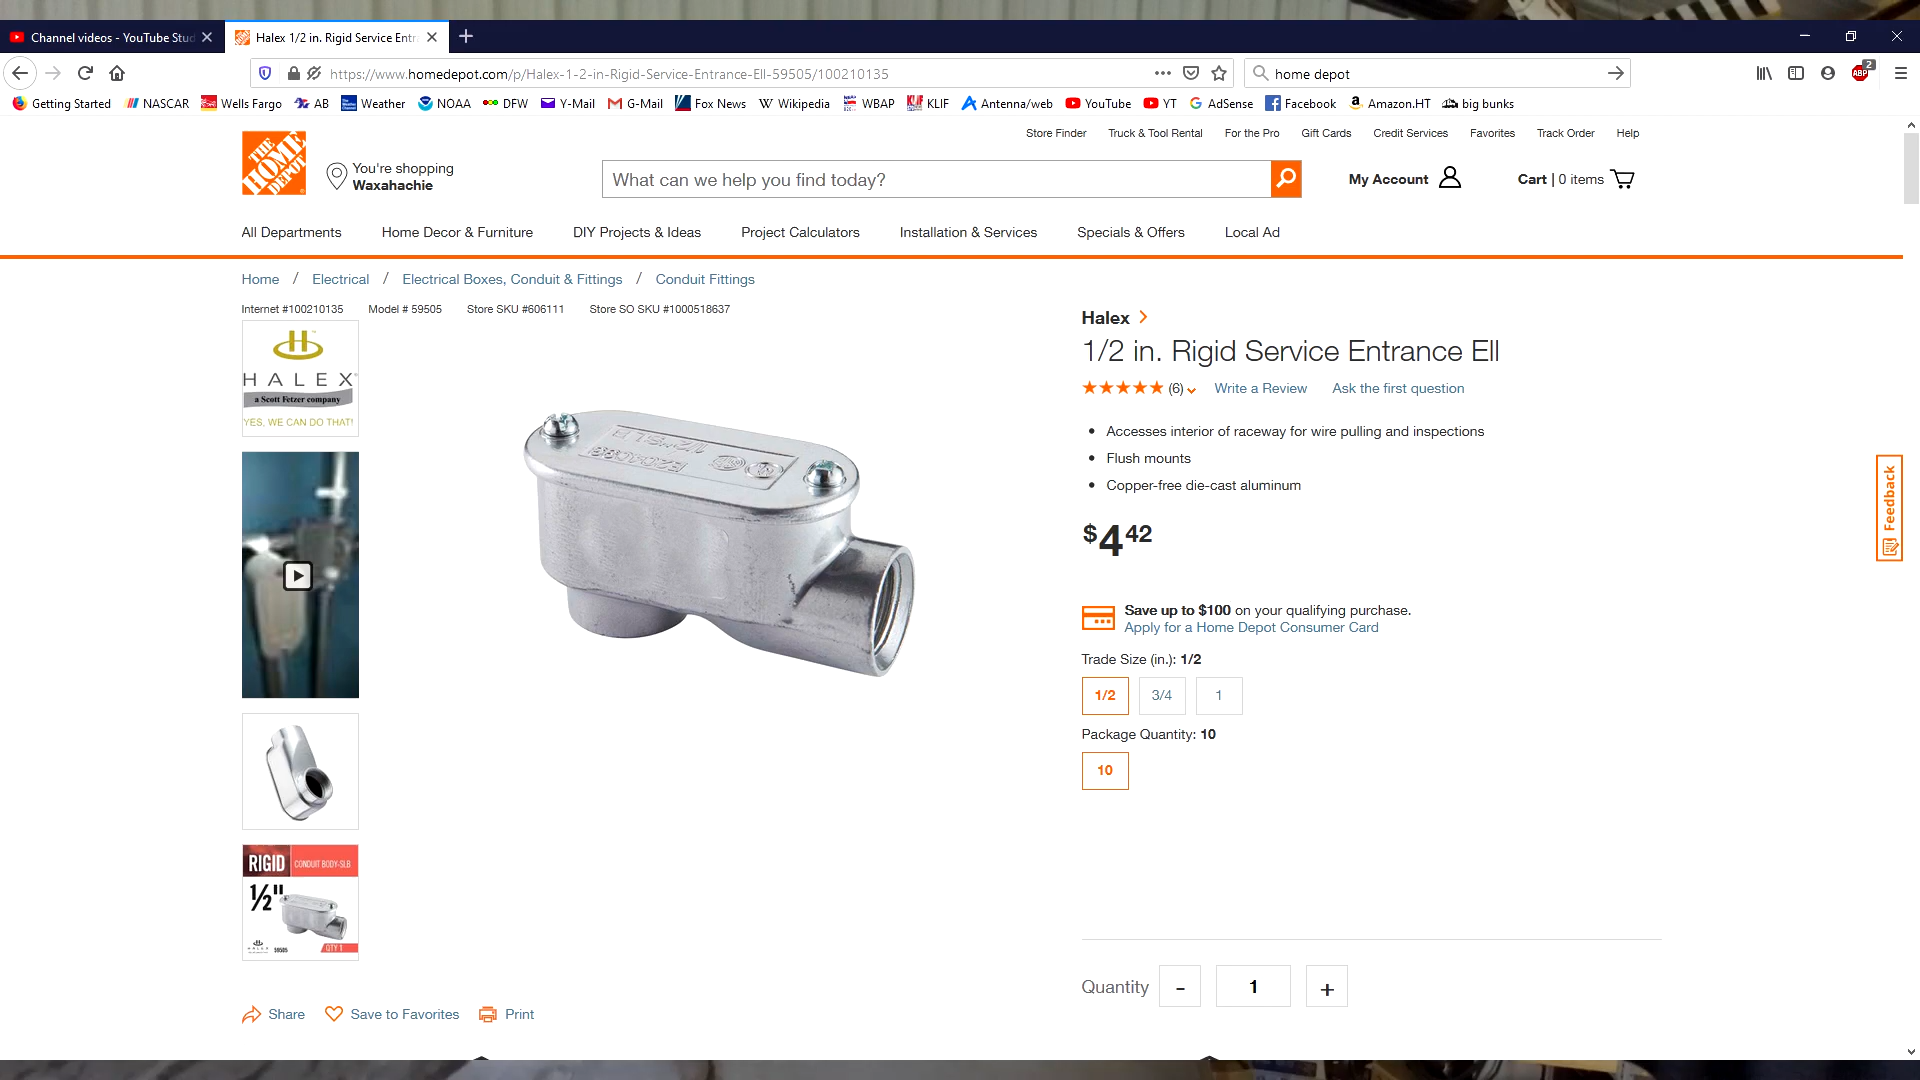 Channel videos - YouTube Stud
Halex 1/2 in. Rigid Service Entr
https://www.homedepot.com/p/Halex-1-2-in-Rigid-Service-Entrance-Ell-59505/100210135
home depot
2
ABP
Getting Started NASCAR Wells Fargo AB Weather NOAA DFW Y-Mail G-Mail Fox News Wikipedia WBAP KLIF Antenna/web YouTube YT AdSense Facebook Amazon.HT big bunks
Store Finder Truck & Tool Rental For the Pro Gift Cards Credit Services Favorites Track Order Help
THE HOME DEPOT
You're shopping
Waxahachie
What can we help you find today?
My Account
Cart | 0 items
All Departments Home Decor & Furniture DIY Projects & Ideas Project Calculators Installation & Services Specials & Offers Local Ad
Home / Electrical / Electrical Boxes, Conduit & Fittings / Conduit Fittings
Internet #100210135 Model # 59505 Store SKU #606111 Store SO SKU #1000518637
HALEX
a Scott Fetzer company
YES, WE CAN DO THAT!
RIGID CONDUIT BODY-SLB
1/2"
HALEX 59505 QTY 1
1/2" SLB
Halex
1/2 in. Rigid Service Entrance Ell
(6) Write a Review Ask the first question
• Accesses interior of raceway for wire pulling and inspections
• Flush mounts
• Copper-free die-cast aluminum
$4 42
Save up to $100 on your qualifying purchase.
Apply for a Home Depot Consumer Card
Trade Size (in.): 1/2
1/2 3/4 1
Package Quantity: 10
10
Quantity - 1 +
Feedback
Share Save to Favorites Print